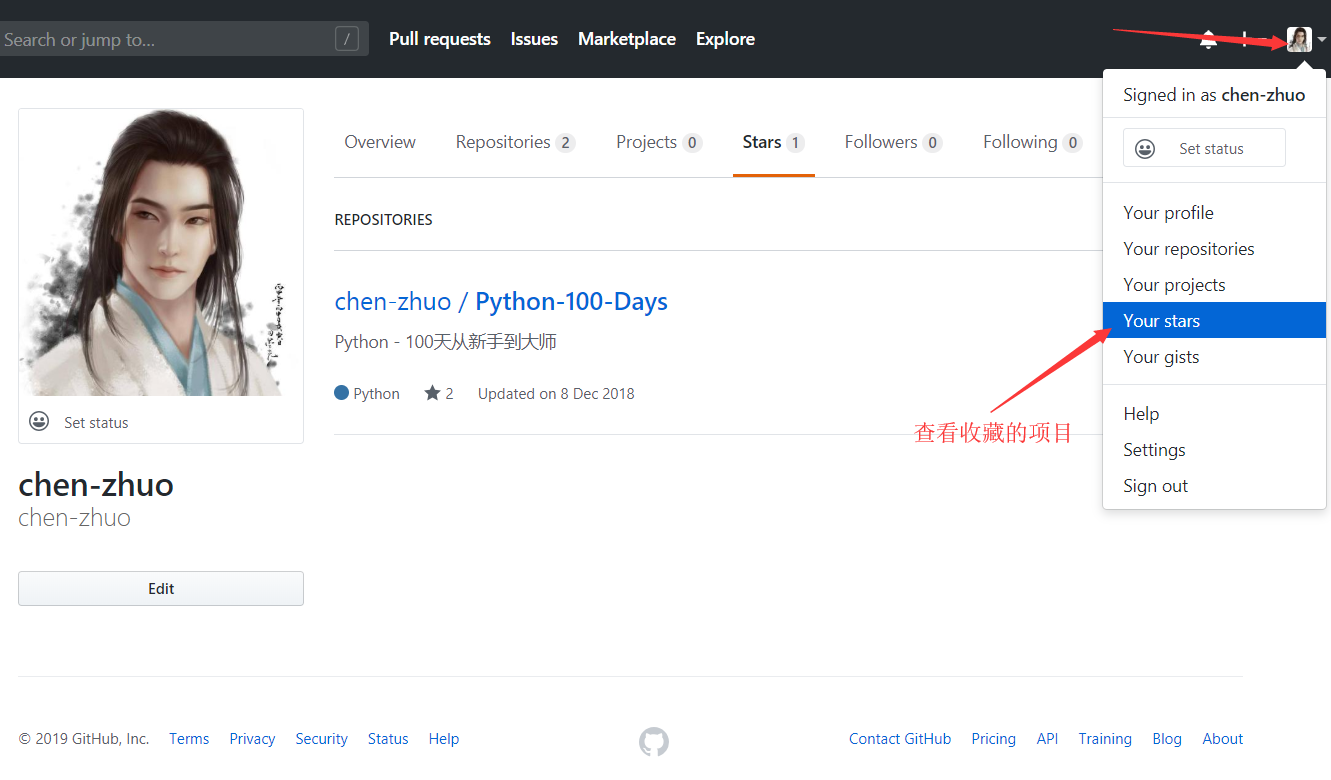 Search or jump to... /
Pull requests Issues Marketplace Explore
Signed in as chen-zhuo
Set status
Your profile
Your repositories
Your projects
Your stars
Your gists
Help
Settings
Sign out
Overview Repositories 2 Projects 0 Stars 1 Followers 0 Following 0
REPOSITORIES
chen-zhuo / Python-100-Days
Python - 100天从新手到大师
Python 2 Updated on 8 Dec 2018
查看收藏的项目
Set status
chen-zhuo
chen-zhuo
Edit
© 2019 GitHub, Inc. Terms Privacy Security Status Help
Contact GitHub Pricing API Training Blog About